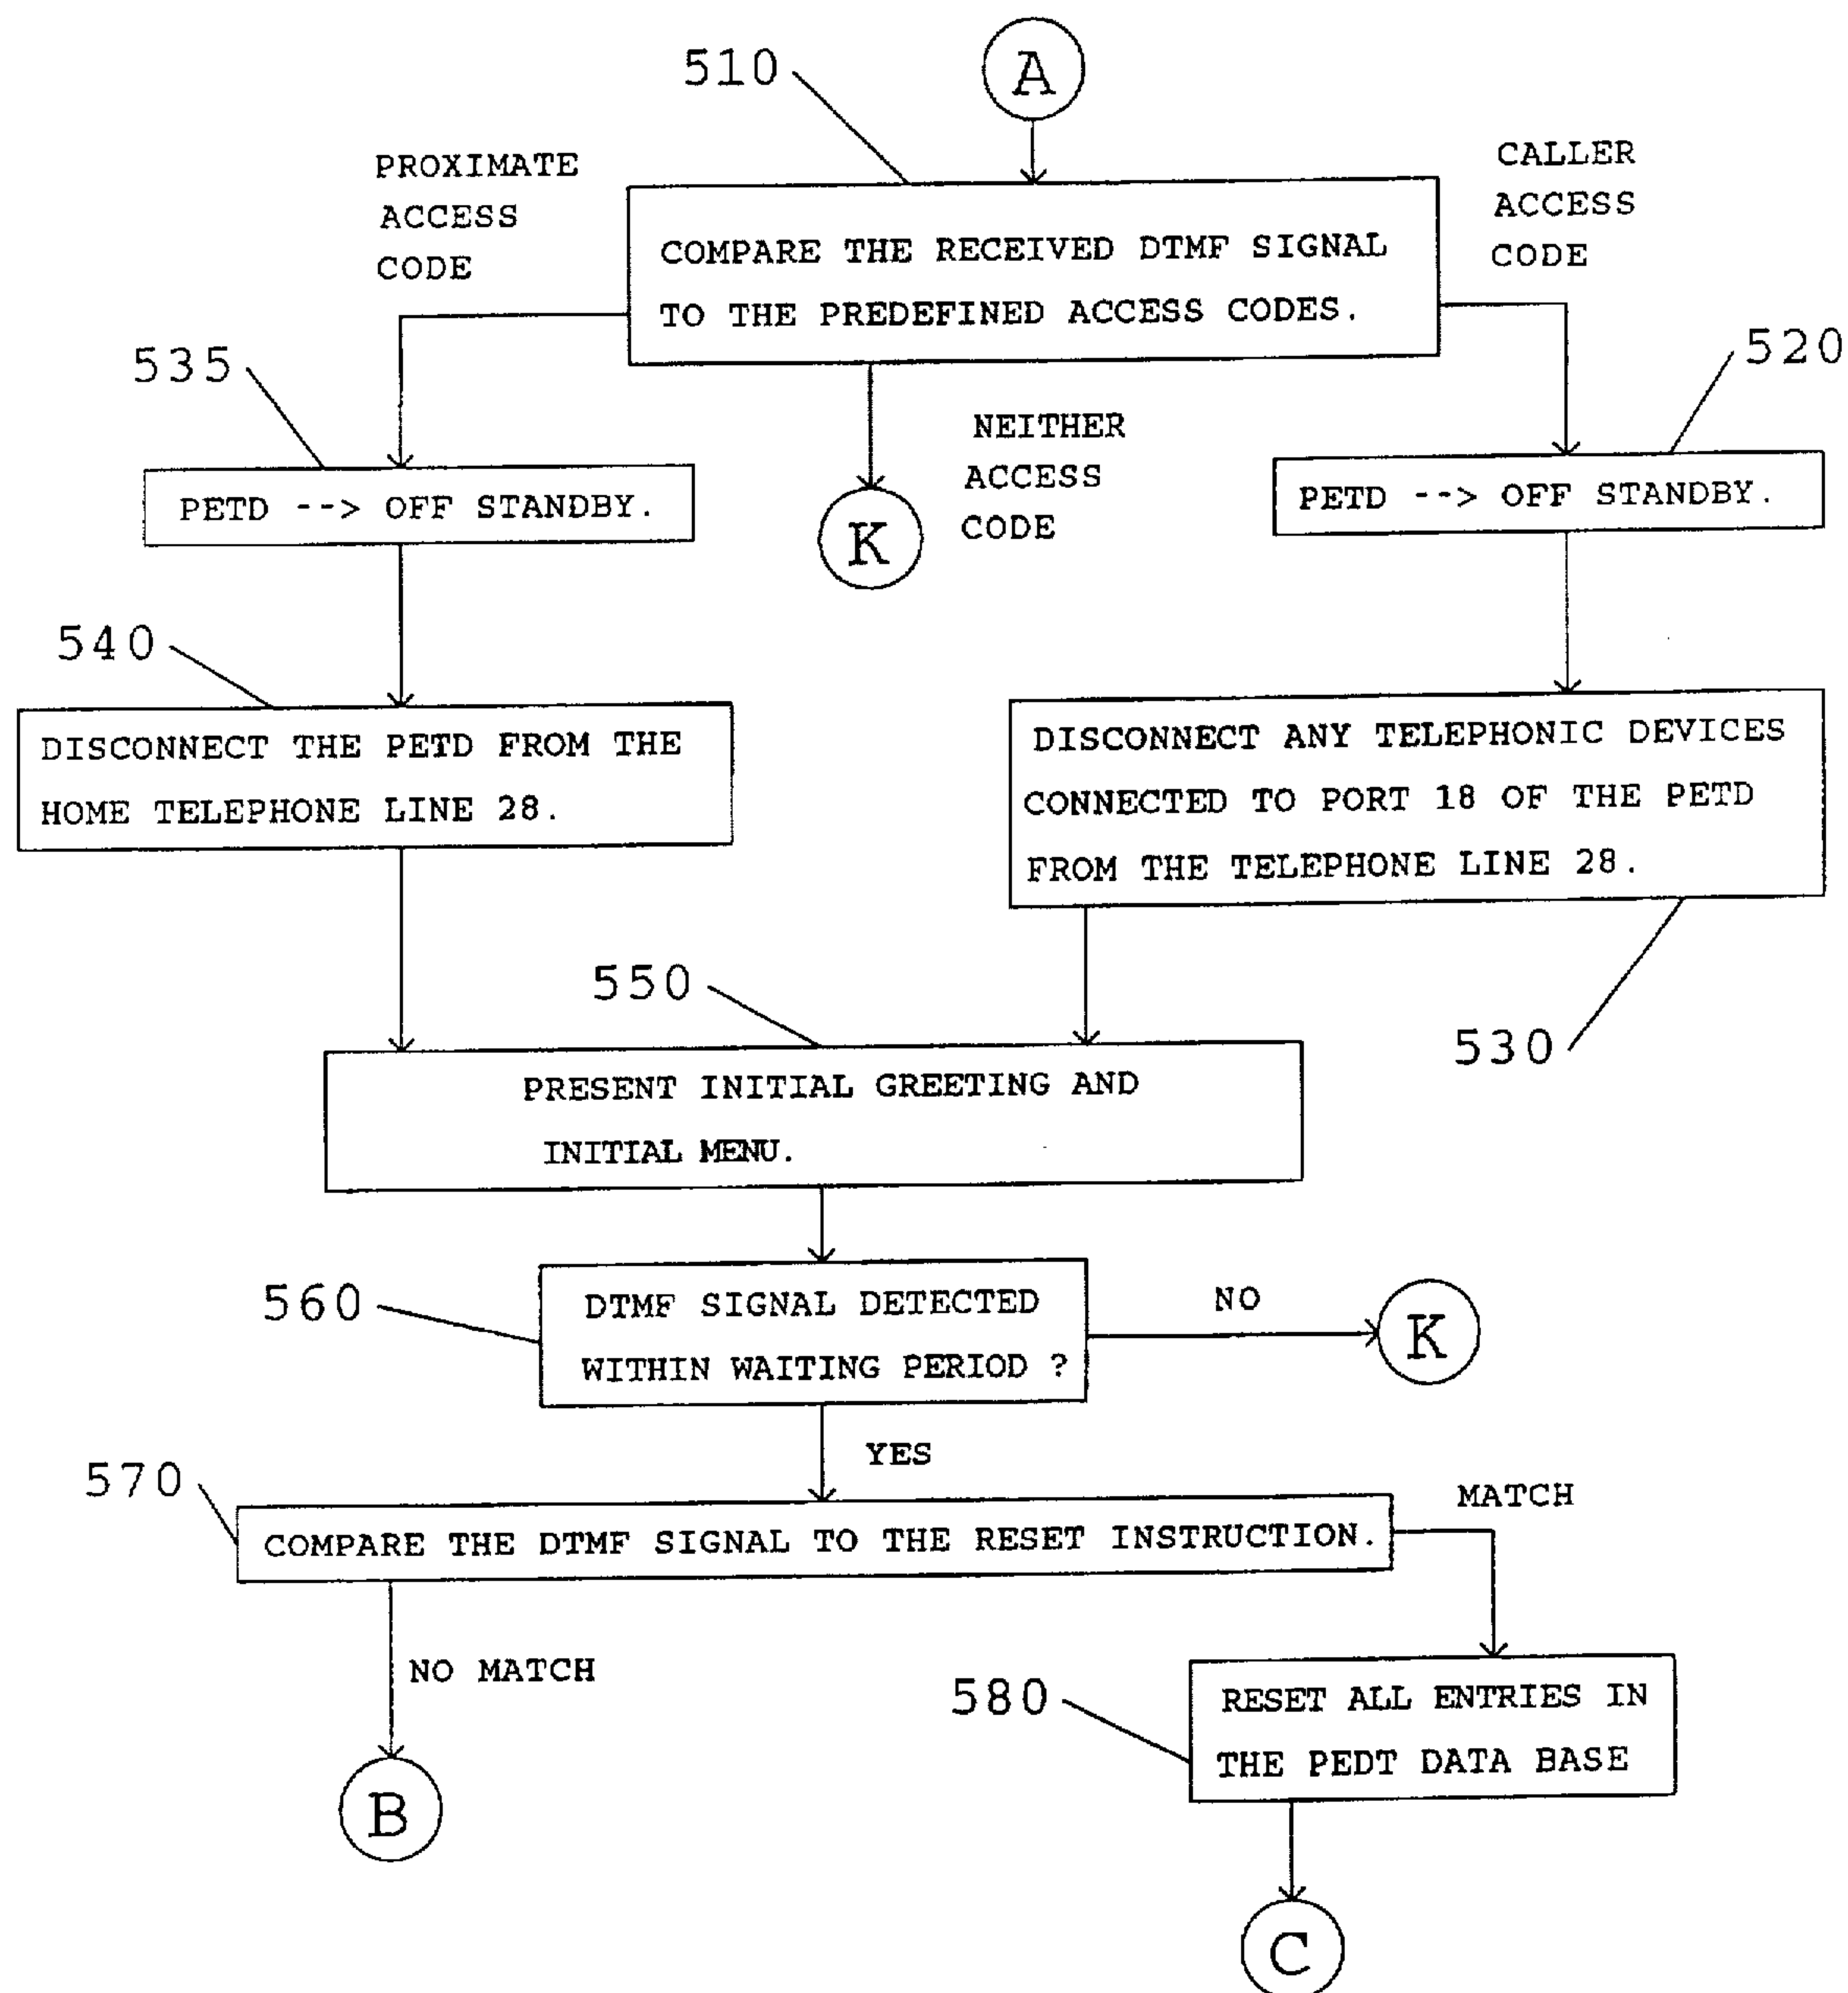 A
510
PROXIMATE
ACCESS
CODE
CALLER
ACCESS
CODE
COMPARE THE RECEIVED DTMF SIGNAL
TO THE PREDEFINED ACCESS CODES.
535
520
NEITHER
ACCESS
CODE
PETD --> OFF STANDBY.
K
PETD --> OFF STANDBY.
540
DISCONNECT THE PETD FROM THE
HOME TELEPHONE LINE 28.
DISCONNECT ANY TELEPHONIC DEVICES
CONNECTED TO PORT 18 OF THE PETD
FROM THE TELEPHONE LINE 28.
550
530
PRESENT INITIAL GREETING AND
INITIAL MENU.
560
DTMF SIGNAL DETECTED
WITHIN WAITING PERIOD ?
NO
K
YES
570
MATCH
COMPARE THE DTMF SIGNAL TO THE RESET INSTRUCTION.
NO MATCH
580
RESET ALL ENTRIES IN
THE PEDT DATA BASE
B
C